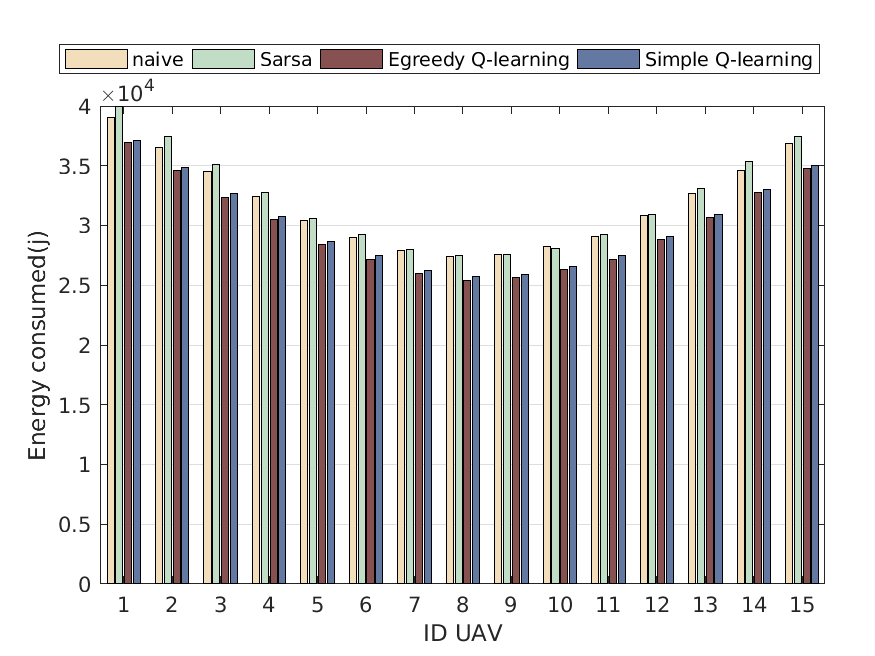 naive Sarsa Egreedy Q-learning Simple Q-learning
×10^4
4
3.5
3
2.5
2
1.5
1
0.5
0
Energy consumed(j)
1 2 3 4 5 6 7 8 9 10 11 12 13 14 15
ID UAV